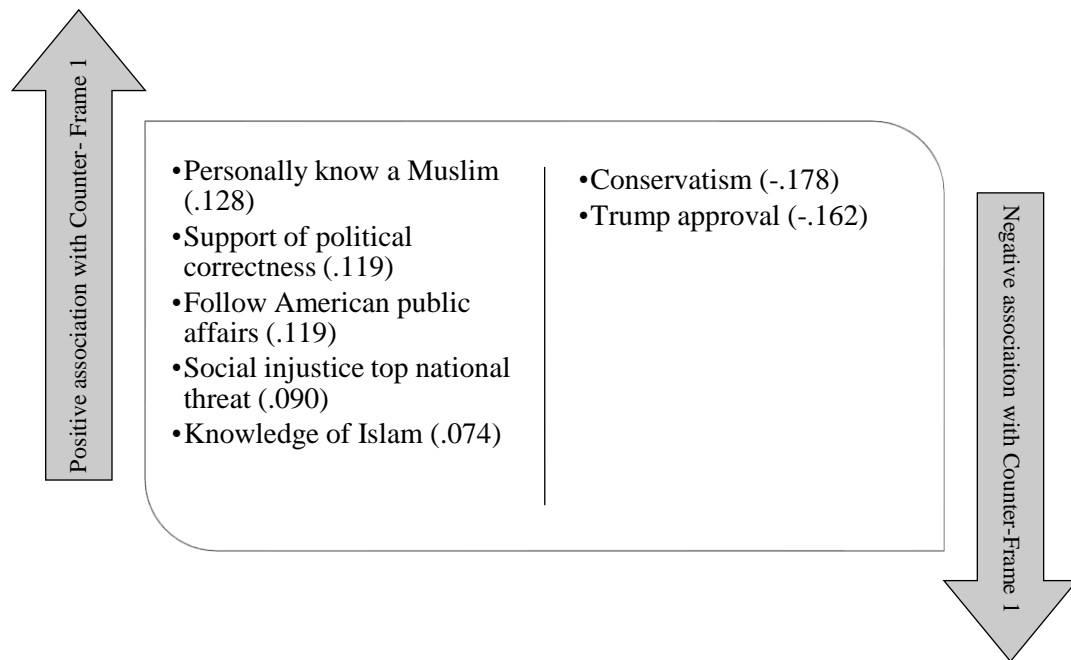 Positive association with Counter- Frame 1
•Personally know a Muslim
(.128)
•Support of political
correctness (.119)
•Follow American public
affairs (.119)
•Social injustice top national
threat (.090)
•Knowledge of Islam (.074)
•Conservatism (-.178)
•Trump approval (-.162)
Negative associaiton with Counter-Frame 1